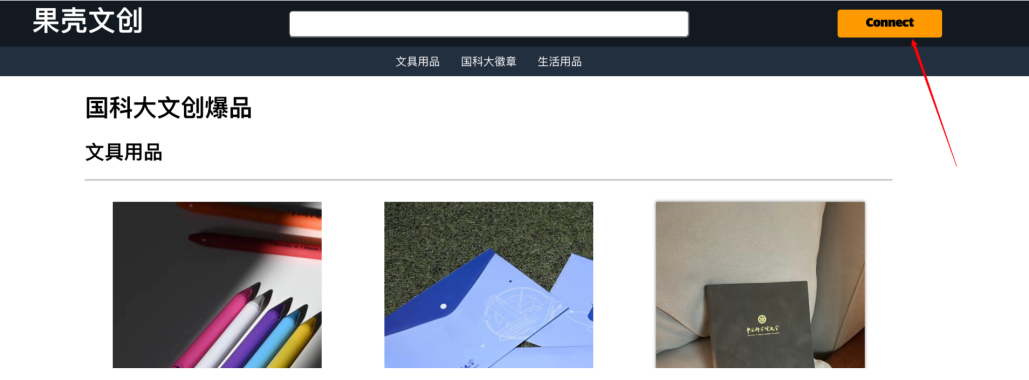 果壳文创
Connect
文具用品 国科大徽章 生活用品
国科大文创爆品
文具用品
中国科学院大学